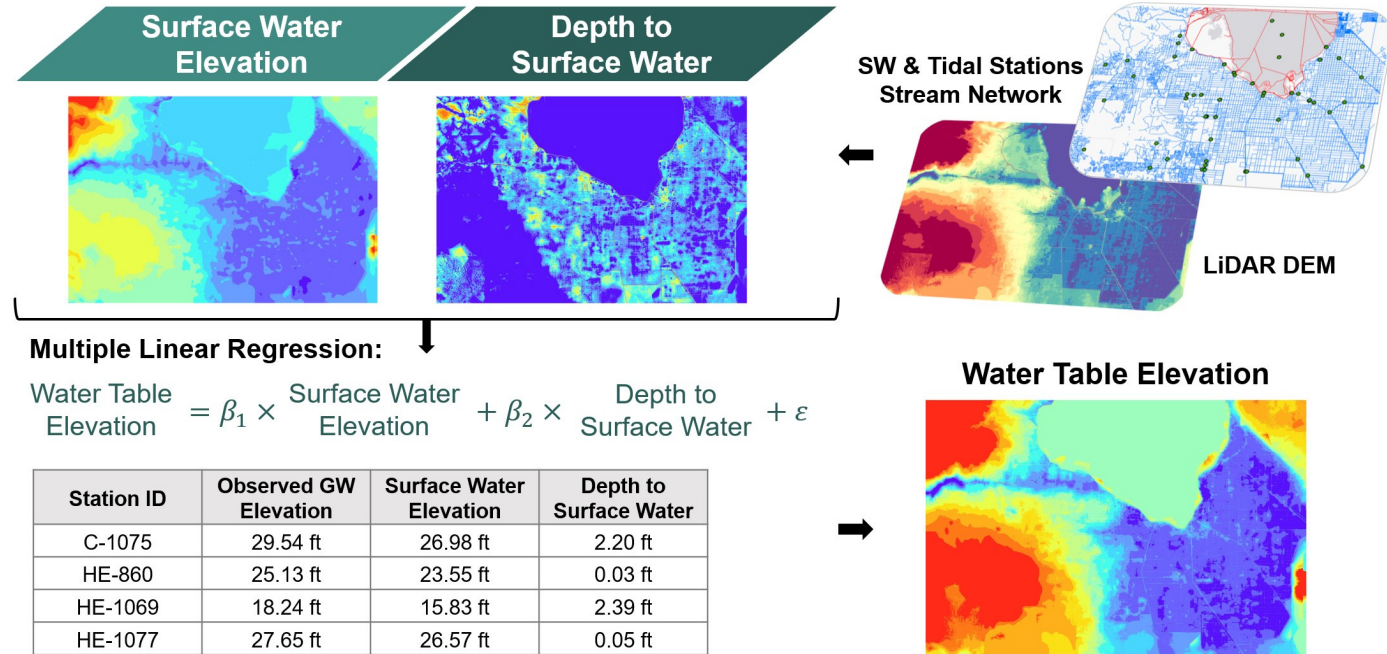 Surface Water
Elevation
Depth to
Surface Water
SW & Tidal Stations
Stream Network
LiDAR DEM
Multiple Linear Regression:
Water Table
Elevation
= β₁ ×
Surface Water
Elevation
+ β₂ ×
Depth to
Surface Water
+ ε
Water Table Elevation
Station ID
Observed GW
Elevation
Surface Water
Elevation
Depth to
Surface Water
C-1075 29.54 ft 26.98 ft 2.20 ft
HE-860 25.13 ft 23.55 ft 0.03 ft
HE-1069 18.24 ft 15.83 ft 2.39 ft
HE-1077 27.65 ft 26.57 ft 0.05 ft